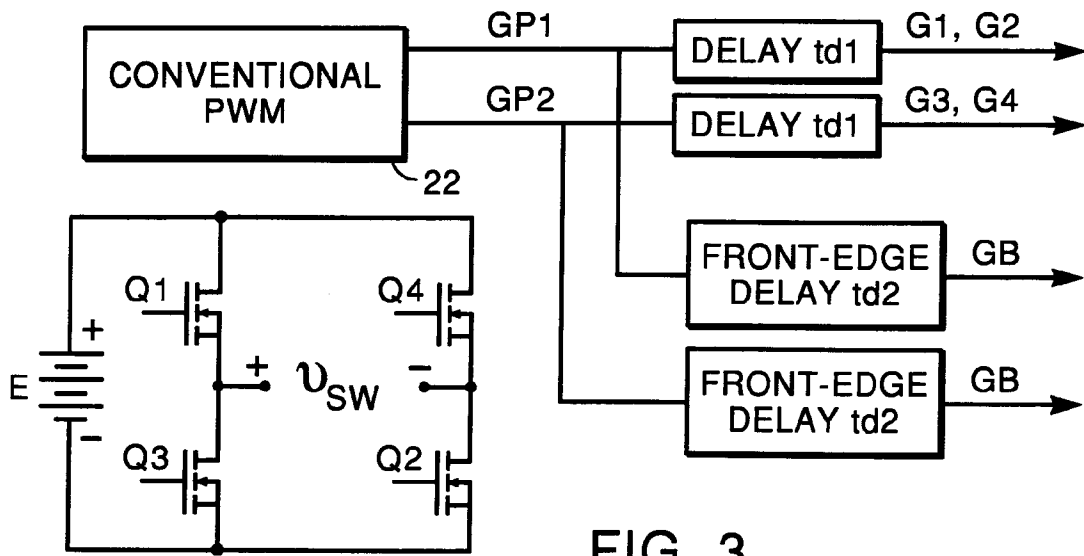 GP1
GP2
CONVENTIONAL
PWM
22
DELAY td1
G1, G2
DELAY td1
G3, G4
FRONT-EDGE
DELAY td2
GB
FRONT-EDGE
DELAY td2
GB
Q1
Q4
+
E
-
+
υSW
-
Q3
Q2
FIG. 3